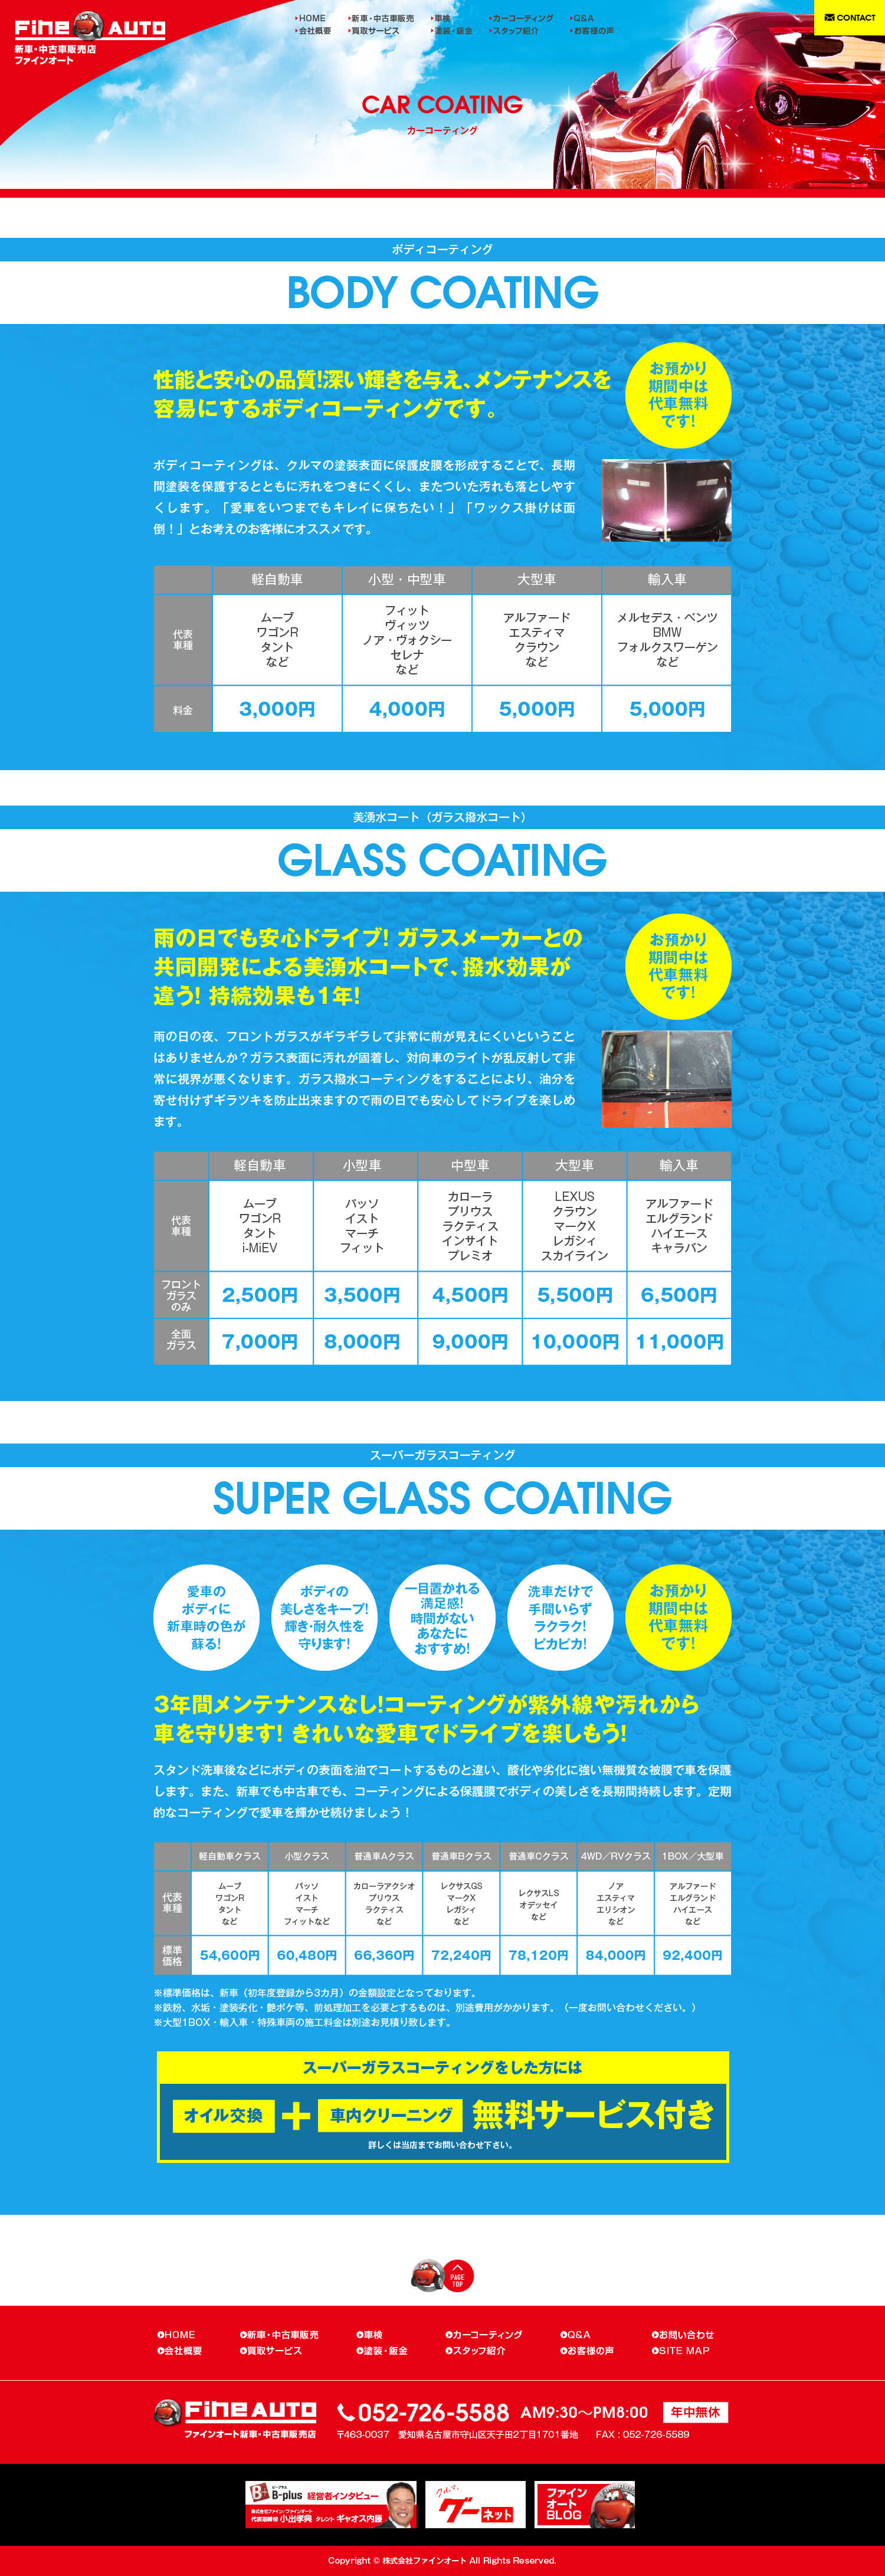 Fine AUTO
新車・中古車販売店
ファインオート
HOME
新車・中古車販売
車検
カーコーティング
Q&A
会社概要
買取サービス
塗装・鈑金
スタッフ紹介
お客様の声
CONTACT
CAR COATING
カーコーティング
ボディコーティング
BODY COATING
性能と安心の品質!深い輝きを与え、メンテナンスを
容易にするボディコーティングです。
お預かり
期間中は
代車無料
です!
ボディコーティングは、クルマの塗装表面に保護皮膜を形成することで、長期
間塗装を保護するとともに汚れをつきにくくし、またついた汚れも落としやす
くします。「愛車をいつまでもキレイに保ちたい！」「ワックス掛けは面
倒！」とお考えのお客様にオススメです。
軽自動車 小型・中型車 大型車 輸入車
代表
車種
ムーブ
ワゴンR
タント
など
フィット
ヴィッツ
ノア・ヴォクシー
セレナ
など
アルファード
エスティマ
クラウン
など
メルセデス・ベンツ
BMW
フォルクスワーゲン
など
料金 3,000円 4,000円 5,000円 5,000円
美湧水コート（ガラス撥水コート）
GLASS COATING
雨の日でも安心ドライブ! ガラスメーカーとの
共同開発による美湧水コートで、撥水効果が
違う! 持続効果も1年!
お預かり
期間中は
代車無料
です!
雨の日の夜、フロントガラスがギラギラして非常に前が見えにくいということ
はありませんか？ガラス表面に汚れが固着し、対向車のライトが乱反射して非
常に視界が悪くなります。ガラス撥水コーティングをすることにより、油分を
寄せ付けずギラツキを防止出来ますので雨の日でも安心してドライブを楽しめ
ます。
軽自動車 小型車 中型車 大型車 輸入車
代表
車種
ムーブ
ワゴンR
タント
i-MiEV
パッソ
イスト
マーチ
フィット
カローラ
プリウス
ラクティス
インサイト
プレミオ
LEXUS
クラウン
マークX
レガシィ
スカイライン
アルファード
エルグランド
ハイエース
キャラバン
フロント
ガラス
のみ
2,500円 3,500円 4,500円 5,500円 6,500円
全面
ガラス
7,000円 8,000円 9,000円 10,000円 11,000円
スーパーガラスコーティング
SUPER GLASS COATING
愛車の
ボディに
新車時の色が
蘇る!
ボディの
美しさをキープ!
輝き・耐久性を
守ります!
一目置かれる
満足感!
時間がない
あなたに
おすすめ!
洗車だけで
手間いらず
ラクラク!
ピカピカ!
お預かり
期間中は
代車無料
です!
3年間メンテナンスなし!コーティングが紫外線や汚れから
車を守ります! きれいな愛車でドライブを楽しもう!
スタンド洗車後などにボディの表面を油でコートするものと違い、酸化や劣化に強い無機質な被膜で車を保護
します。また、新車でも中古車でも、コーティングによる保護膜でボディの美しさを長期間持続します。定期
的なコーティングで愛車を輝かせ続けましょう！
軽自動車クラス 小型クラス 普通車Aクラス 普通車Bクラス 普通車Cクラス 4WD／RVクラス 1BOX／大型車
代表
車種
ムーブ
ワゴンR
タント
など
パッソ
イスト
マーチ
フィットなど
カローラアクシオ
プリウス
ラクティス
など
レクサスGS
マークX
レガシィ
など
レクサスLS
オデッセイ
など
ノア
エスティマ
エリシオン
など
アルファード
エルグランド
ハイエース
など
標準
価格
54,600円 60,480円 66,360円 72,240円 78,120円 84,000円 92,400円
※標準価格は、新車（初年度登録から3カ月）の金額設定となっております。
※鉄粉、水垢・塗装劣化・艶ボケ等、前処理加工を必要とするものは、別途費用がかかります。（一度お問い合わせください。）
※大型1BOX・輸入車・特殊車両の施工料金は別途お見積り致します。
スーパーガラスコーティングをした方には
オイル交換 + 車内クリーニング 無料サービス付き
詳しくは当店までお問い合わせ下さい。
PAGE
TOP
HOME
新車・中古車販売
車検
カーコーティング
Q&A
お問い合わせ
会社概要
買取サービス
塗装・鈑金
スタッフ紹介
お客様の声
SITE MAP
Fine AUTO
ファインオート新車・中古車販売店
052-726-5588 AM9:30〜PM8:00 年中無休
〒463-0037 愛知県名古屋市守山区天子田2丁目1701番地 FAX : 052-726-5589
B-plus 経営者インタビュー
株式会社ファイン/ファインオート
代表取締役 小出孝典 タレント ギャオス内藤
クルマ、
グーネット
ファイン
オート
BLOG
Copyright © 株式会社ファインオート All Rights Reserved.